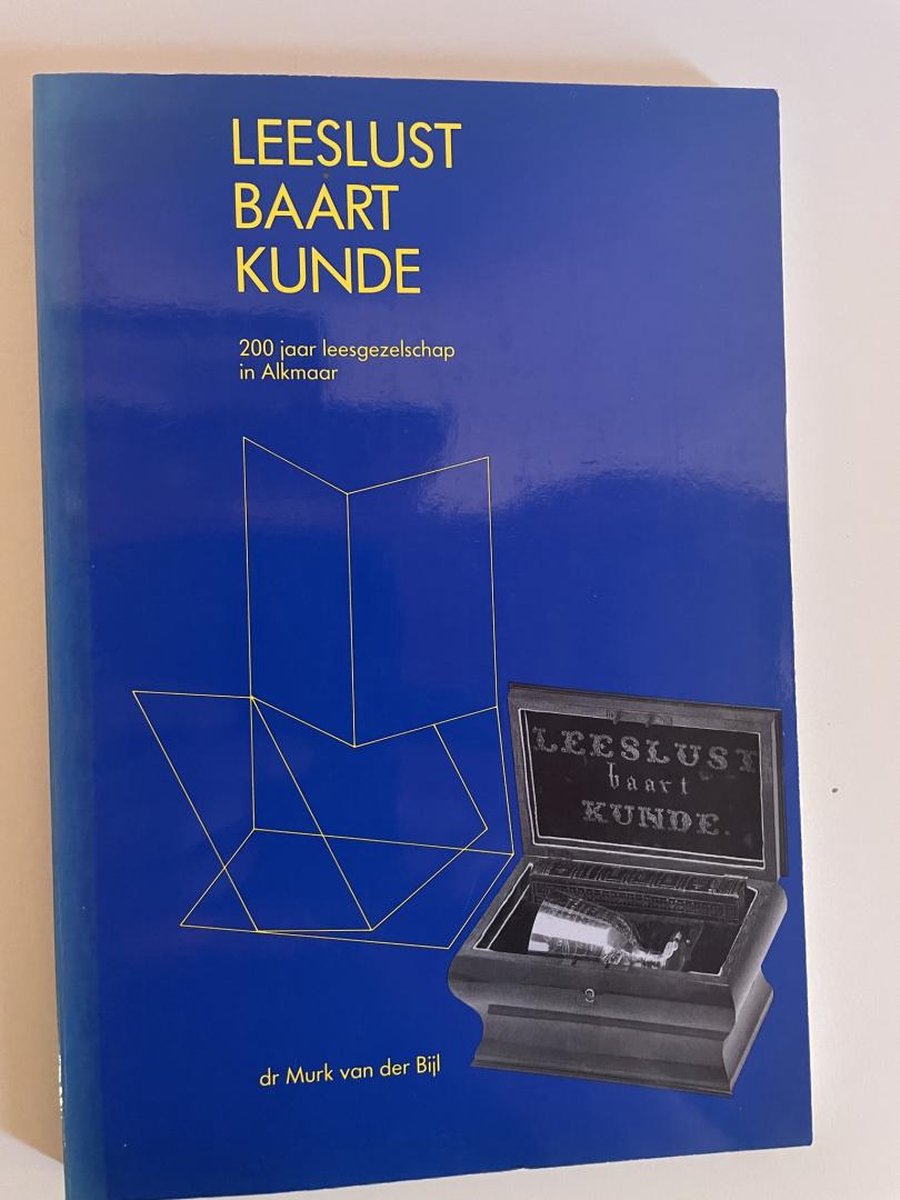 LEESLUST
BAART
KUNDE
200 jaar leesgezelschap
in Alkmaar
LEESLUST
baart
KUNDE.
dr Murk van der Bijl